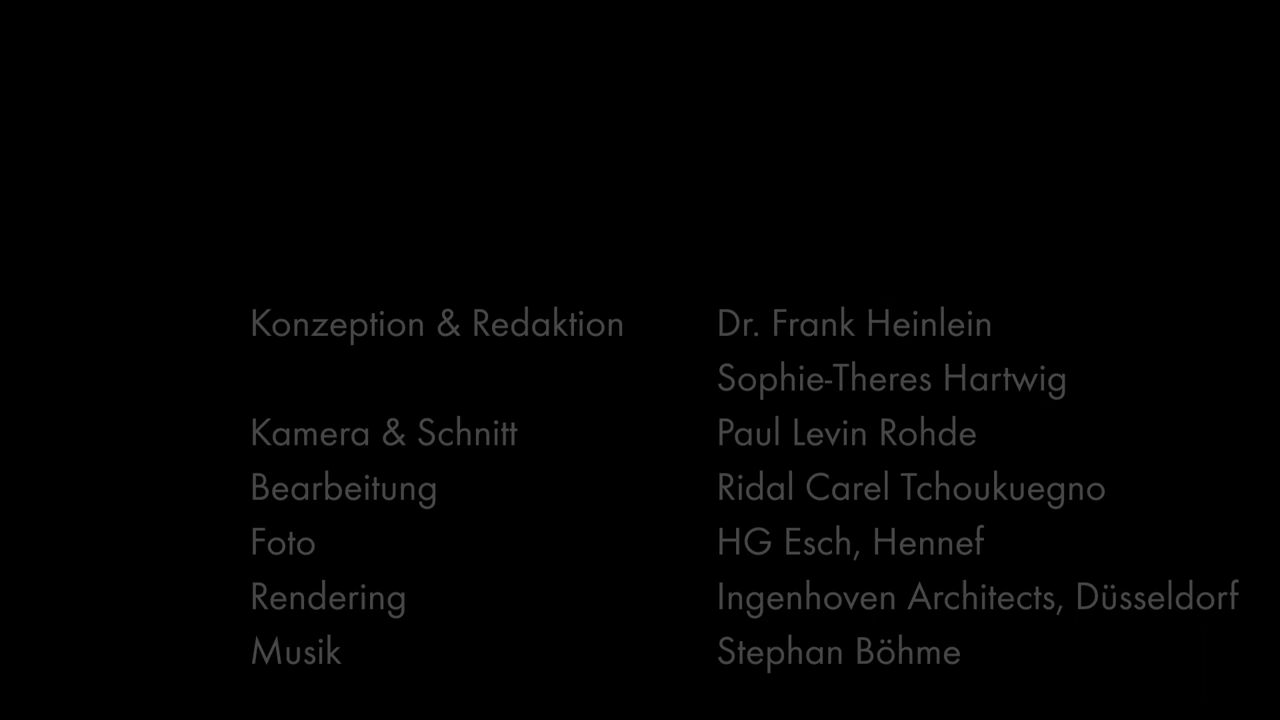 Konzeption & Redaktion Dr. Frank Heinlein
Sophie-Theres Hartwig
Kamera & Schnitt Paul Levin Rohde
Bearbeitung Ridal Carel Tchoukuegno
Foto HG Esch, Hennef
Rendering Ingenhoven Architects, Düsseldorf
Musik Stephan Böhme